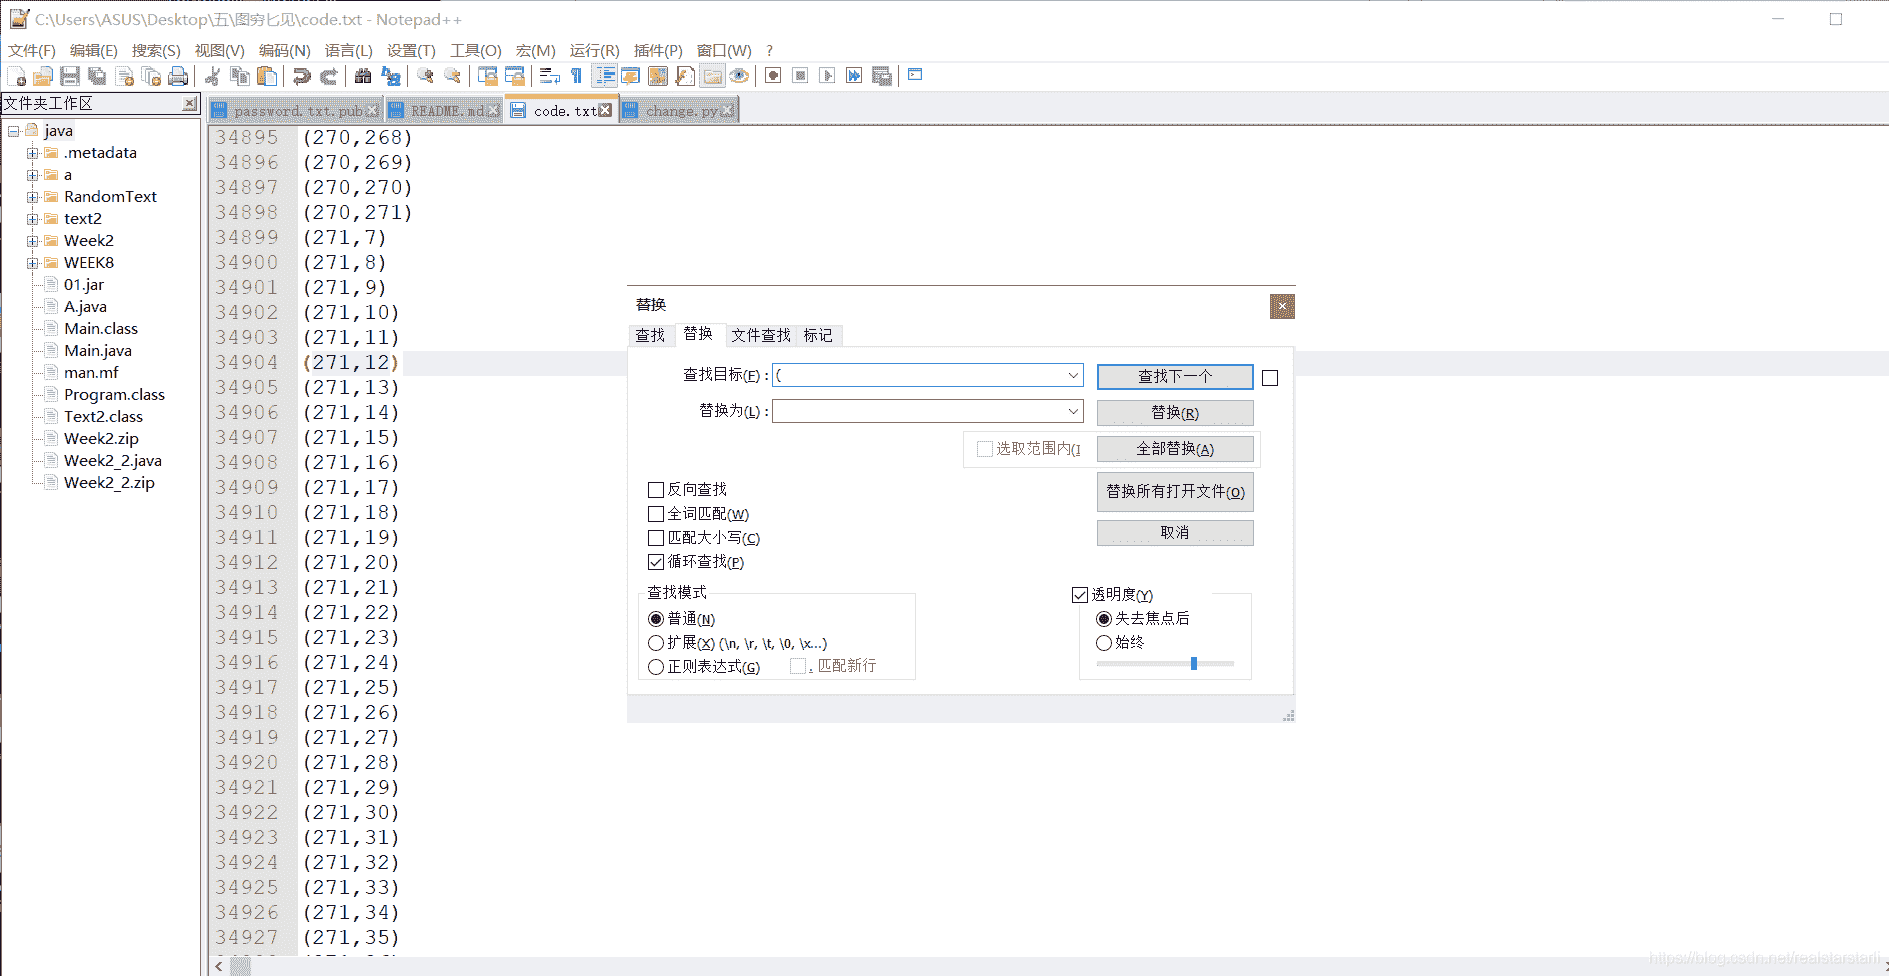 C:\Users\ASUS\Desktop\五\图穷匕见\code.txt - Notepad++
文件(F) 编辑(E) 搜索(S) 视图(V) 编码(N) 语言(L) 设置(T) 工具(O) 宏(M) 运行(R) 插件(P) 窗口(W) ?
文件夹工作区
password.txt.pub README.md code.txt change.py
java
.metadata
a
RandomText
text2
Week2
WEEK8
01.jar
A.java
Main.class
Main.java
man.mf
Program.class
Text2.class
Week2.zip
Week2_2.java
Week2_2.zip
34895 (270,268)
34896 (270,269)
34897 (270,270)
34898 (270,271)
34899 (271,7)
34900 (271,8)
34901 (271,9)
34902 (271,10)
34903 (271,11)
34904 (271,12)
34905 (271,13)
34906 (271,14)
34907 (271,15)
34908 (271,16)
34909 (271,17)
34910 (271,18)
34911 (271,19)
34912 (271,20)
34913 (271,21)
34914 (271,22)
34915 (271,23)
34916 (271,24)
34917 (271,25)
34918 (271,26)
34919 (271,27)
34920 (271,28)
34921 (271,29)
34922 (271,30)
34923 (271,31)
34924 (271,32)
34925 (271,33)
34926 (271,34)
34927 (271,35)
替换
查找 替换 文件查找 标记
查找目标(F) : (
查找下一个
替换为(L) :
替换(R)
选取范围内(I
全部替换(A)
替换所有打开文件(O)
取消
反向查找
全词匹配(W)
匹配大小写(C)
循环查找(P)
查找模式
普通(N)
扩展(X) (\n, \r, \t, \0, \x...)
正则表达式(G) . 匹配新行
透明度(Y)
失去焦点后
始终